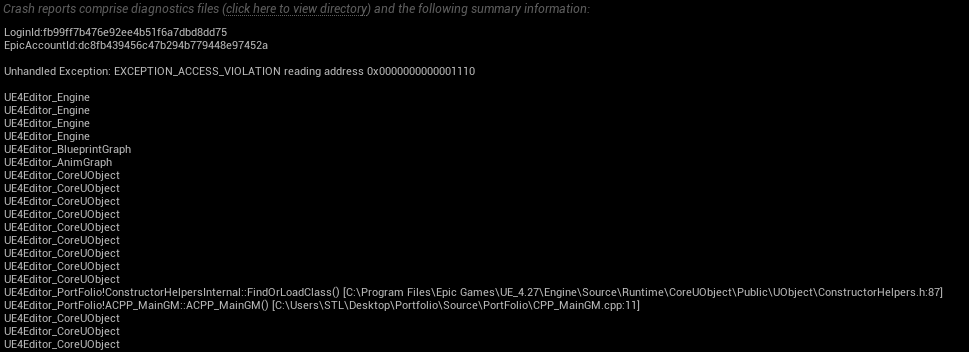 Crash reports comprise diagnostics files (click here to view directory) and the following summary information:
LoginId:fb99ff7b476e92ee4b51f6a7dbd8dd75
EpicAccountId:dc8fb439456c47b294b779448e97452a
Unhandled Exception: EXCEPTION_ACCESS_VIOLATION reading address 0x0000000000001110
UE4Editor_Engine
UE4Editor_Engine
UE4Editor_Engine
UE4Editor_Engine
UE4Editor_BlueprintGraph
UE4Editor_AnimGraph
UE4Editor_CoreUObject
UE4Editor_CoreUObject
UE4Editor_CoreUObject
UE4Editor_CoreUObject
UE4Editor_CoreUObject
UE4Editor_CoreUObject
UE4Editor_CoreUObject
UE4Editor_CoreUObject
UE4Editor_CoreUObject
UE4Editor_PortFolio!ConstructorHelpersInternal::FindOrLoadClass() [C:\Program Files\Epic Games\UE_4.27\Engine\Source\Runtime\CoreUObject\Public\UObject\ConstructorHelpers.h:87]
UE4Editor_PortFolio!ACPP_MainGM::ACPP_MainGM() [C:\Users\STL\Desktop\Portfolio\Source\PortFolio\CPP_MainGM.cpp:11]
UE4Editor_CoreUObject
UE4Editor_CoreUObject
UE4Editor_CoreUObject